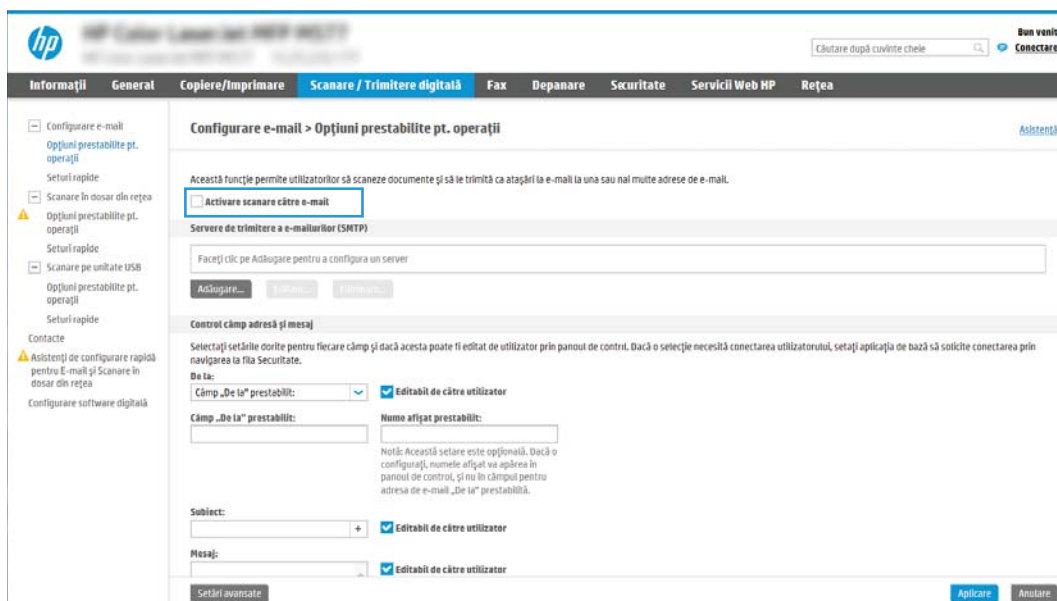 hp
HP Color LaserJet MFP M577
Bun venit
Căutare după cuvinte cheie
Conectare
Informații General Copiere/Imprimare Scanare / Trimitere digitală Fax Depanare Securitate Servicii Web HP Rețea
Configurare e-mail
Opțiuni prestabilite pt.
operații
Seturi rapide
Scanare în dosar din rețea
Opțiuni prestabilite pt.
operații
Seturi rapide
Scanare pe unitate USB
Opțiuni prestabilite pt.
operații
Seturi rapide
Contacte
Asistenți de configurare rapidă
pentru E-mail și Scanare în
dosar din rețea
Configurare software digitală
Configurare e-mail > Opțiuni prestabilite pt. operații
Asistență
Această funcție permite utilizatorilor să scaneze documente și să le trimită ca atașări la e-mail la una sau nai multe adrese de e-mail.
Activare scanare către e-mail
Servere de trimitere a e-mailurilor (SMTP)
Faceți clic pe Adăugare pentru a configura un server
Adăugare...
Control câmp adresă și mesaj
Selectați setările dorite pentru fiecare câmp și dacă acesta poate fi editat de utilizator prin panoul de contrl. Dacă o selecție necesită conectarea utilizatorului, setați aplicația de bază să solicite conectarea prin
navigarea la fila Securitate.
De la:
Câmp „De la” prestabilit:
Editabil de către utilizator
Câmp „De la” prestabilit:
Nume afișat prestabilit:
Notă: Această setare este opțională. Dacă o
configurați, numele afișat va apărea în
panoul de control, și nu în câmpul pentru
adresa de e-mail „De la” prestabilită.
Subiect:
+
Editabil de către utilizator
Mesaj:
Editabil de către utilizator
Setări avansate
Aplicare
Anulare